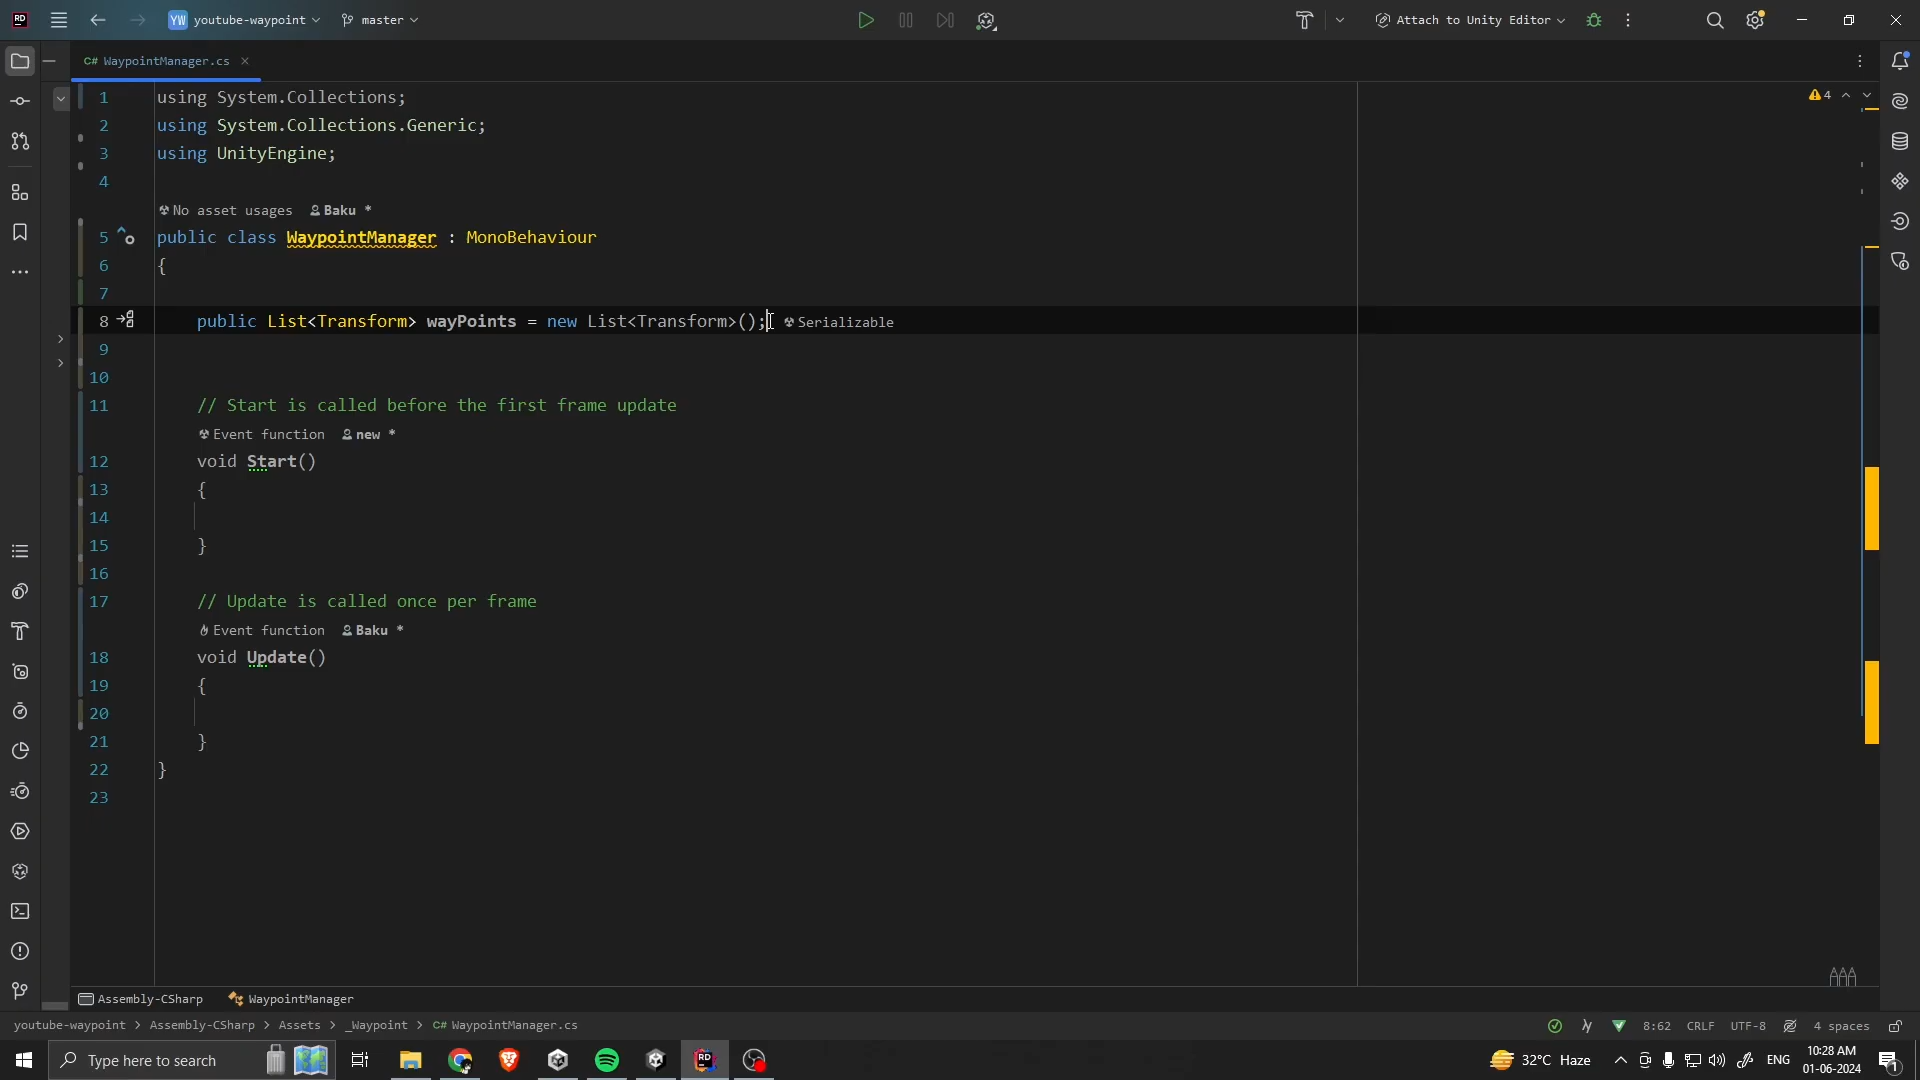 RD
YW youtube-waypoint
master
Attach to Unity Editor
C# WaypointManager.cs
4
1 using System.Collections;
2 using System.Collections.Generic;
3 using UnityEngine;
4
No asset usages Baku *
5 public class WaypointManager : MonoBehaviour
6 {
7
8 public List<Transform> wayPoints = new List<Transform>(); Serializable
9
10
11 // Start is called before the first frame update
Event function new *
12 void Start()
13 {
14
15 }
16
17 // Update is called once per frame
Event function Baku *
18 void Update()
19 {
20
21 }
22 }
23
Assembly-CSharp WaypointManager
youtube-waypoint > Assembly-CSharp > Assets > _Waypoint > C# WaypointManager.cs
8:62 CRLF UTF-8 4 spaces
Type here to search
RD
32°C Haze
ENG
10:28 AM
01-06-2024
1